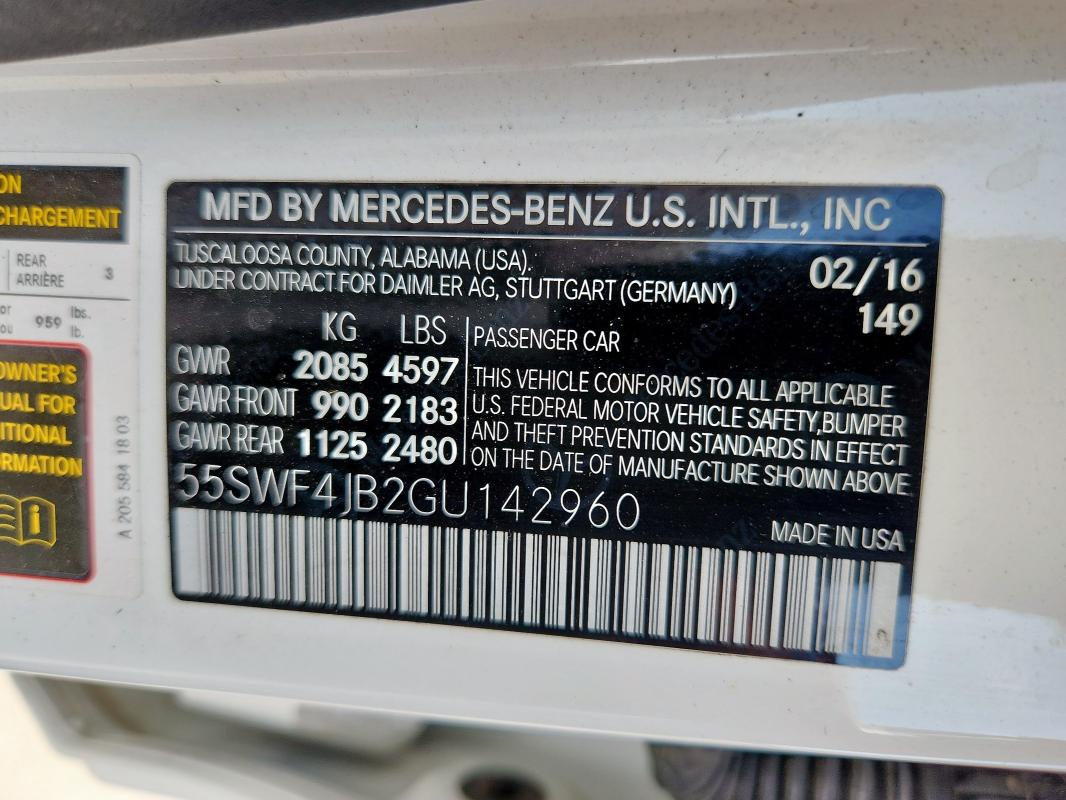 ON
CHARGEMENT
REAR
ARRIÈRE 3
or
ou 959 lbs.
lb.
OWNER'S
UAL FOR
ITIONAL
ORMATION
A 205 584 18 03
MFD BY MERCEDES-BENZ U.S. INTL., INC
TUSCALOOSA COUNTY, ALABAMA (USA).
UNDER CONTRACT FOR DAIMLER AG, STUTTGART (GERMANY)
02/16
149
KG LBS
GVWR 2085 4597
GAWR FRONT 990 2183
GAWR REAR 1125 2480
PASSENGER CAR
THIS VEHICLE CONFORMS TO ALL APPLICABLE
U.S. FEDERAL MOTOR VEHICLE SAFETY, BUMPER
AND THEFT PREVENTION STANDARDS IN EFFECT
ON THE DATE OF MANUFACTURE SHOWN ABOVE
55SWF4JB2GU142960
MADE IN USA